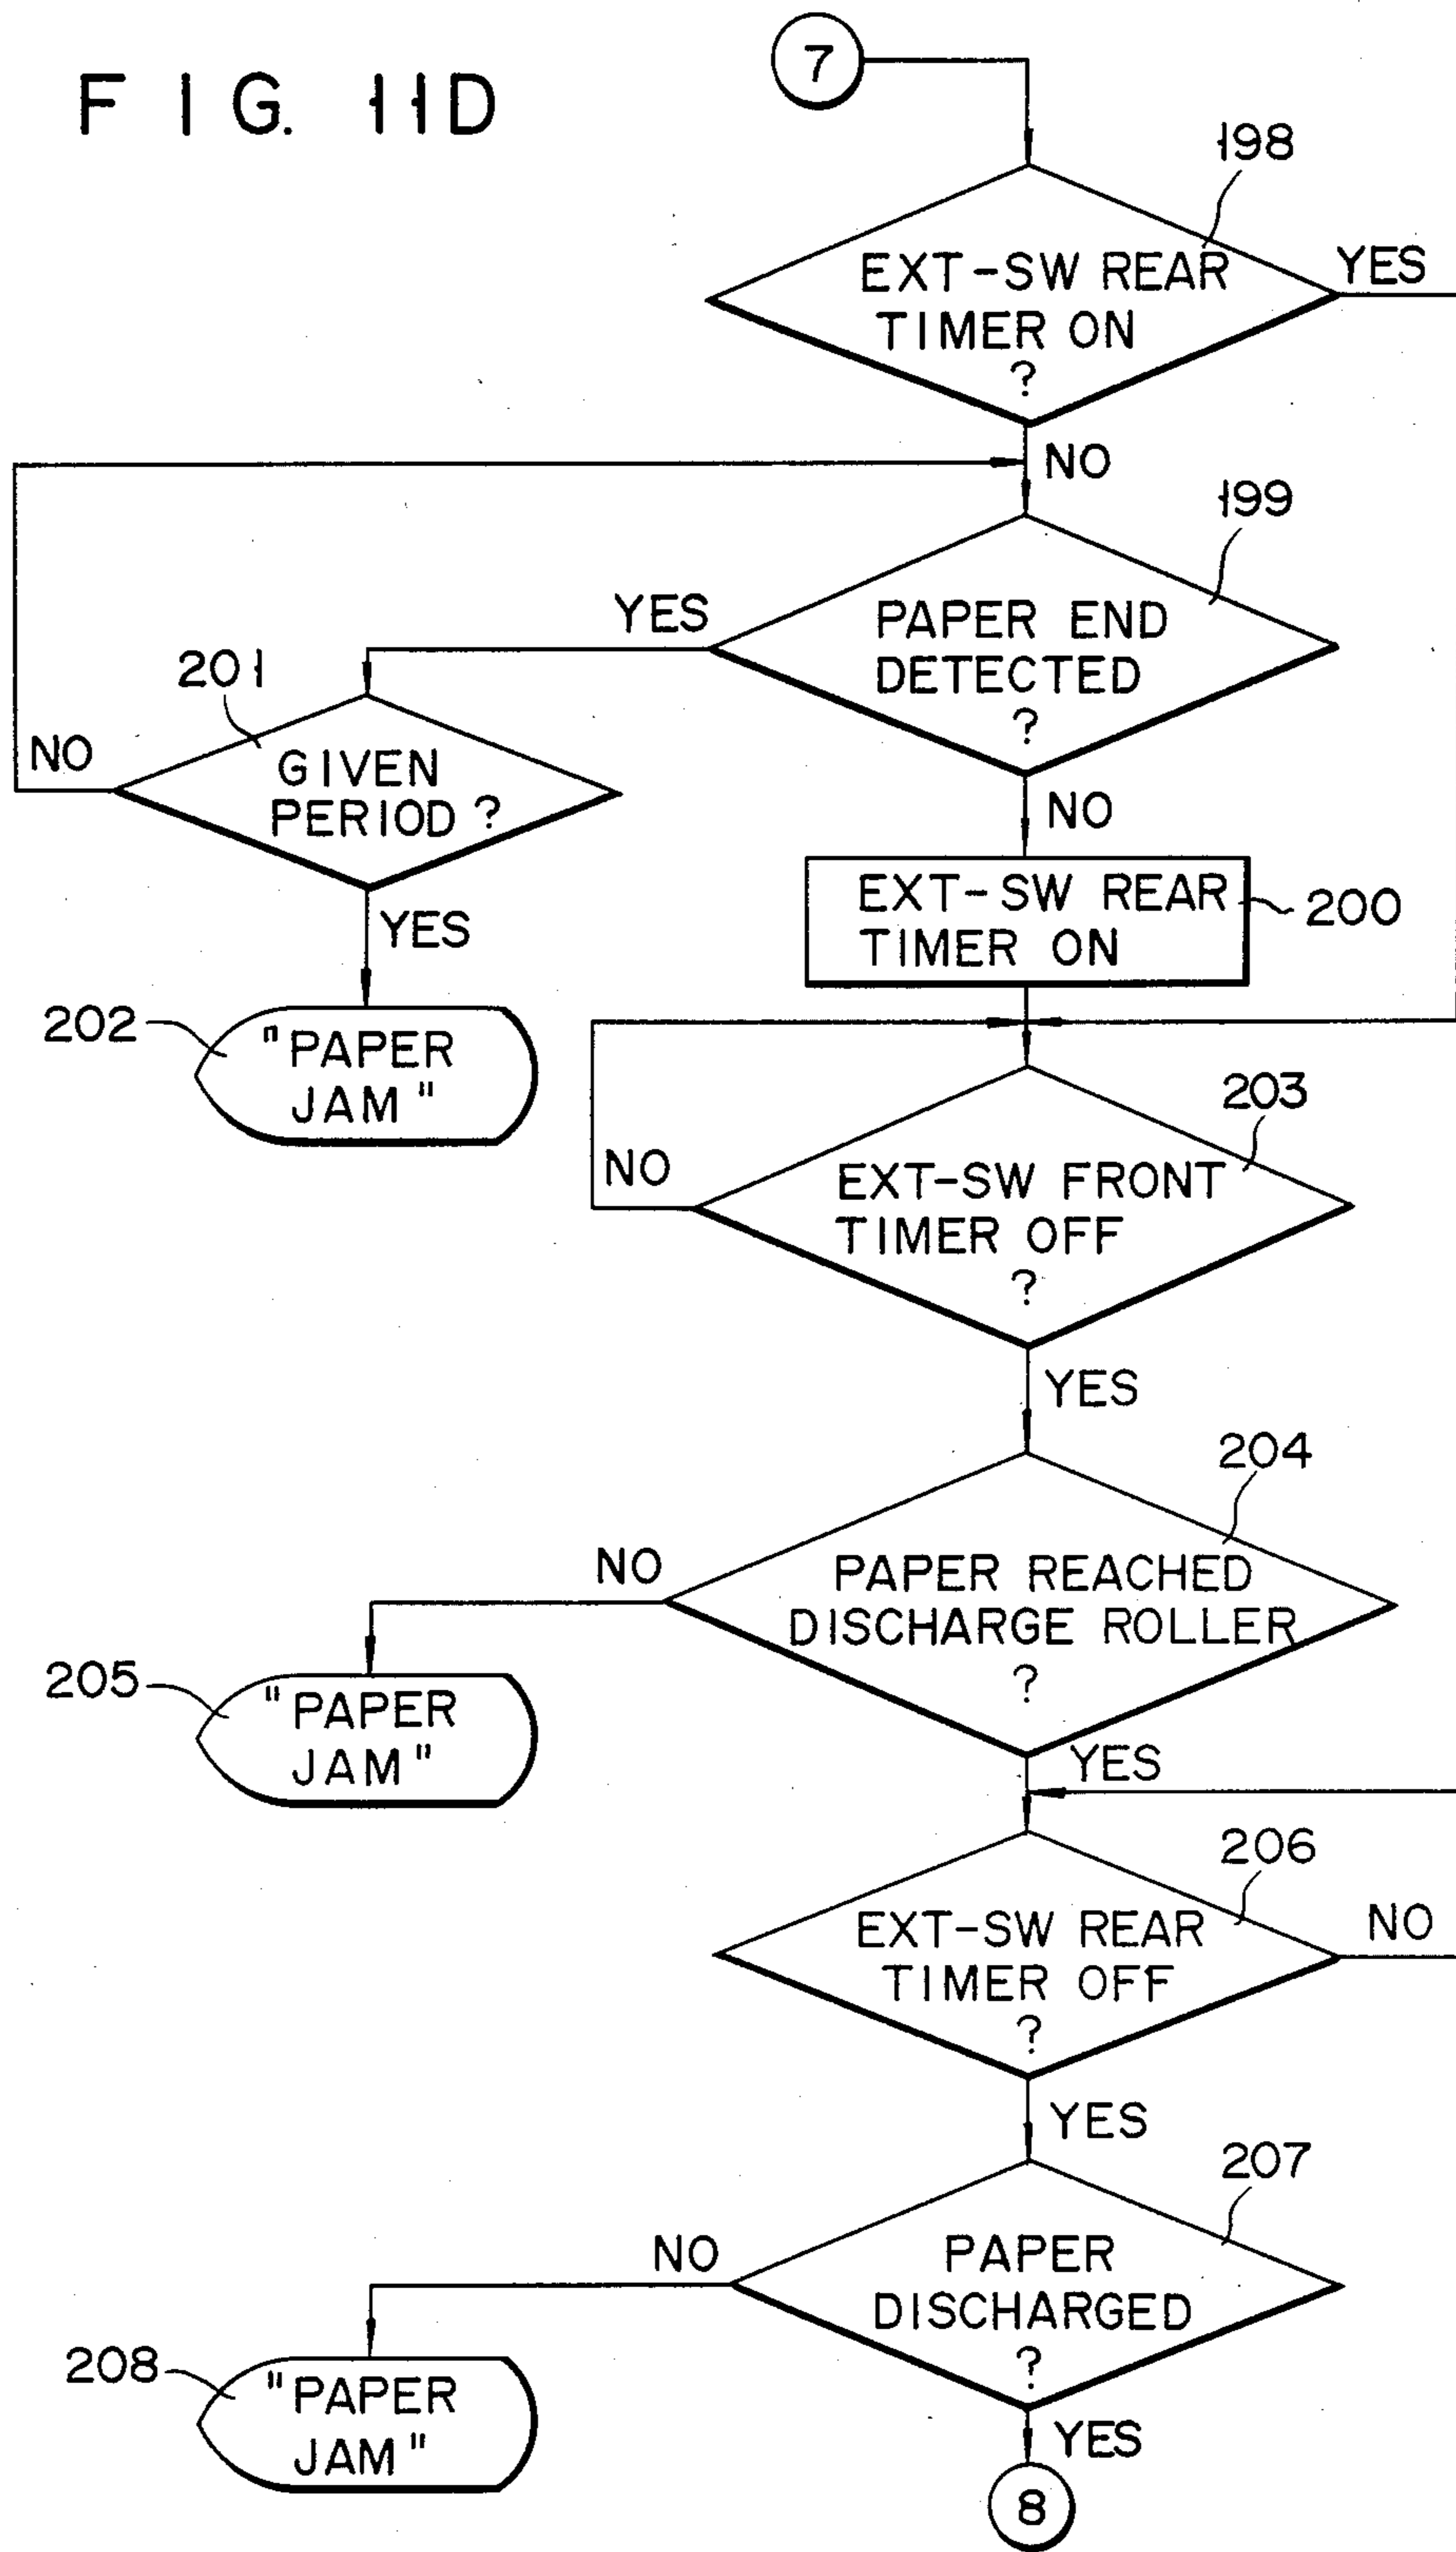 FIG. 11D
7
198
EXT-SW REAR
TIMER ON
?
YES
NO
199
PAPER END
DETECTED
?
YES
201
GIVEN
PERIOD ?
NO
NO
EXT-SW REAR
TIMER ON
200
YES
202
"PAPER
JAM"
203
EXT-SW FRONT
TIMER OFF
?
NO
YES
204
PAPER REACHED
DISCHARGE ROLLER
?
NO
205
"PAPER
JAM"
YES
206
EXT-SW REAR
TIMER OFF
?
NO
YES
207
PAPER
DISCHARGED
?
NO
208
"PAPER
JAM"
YES
8